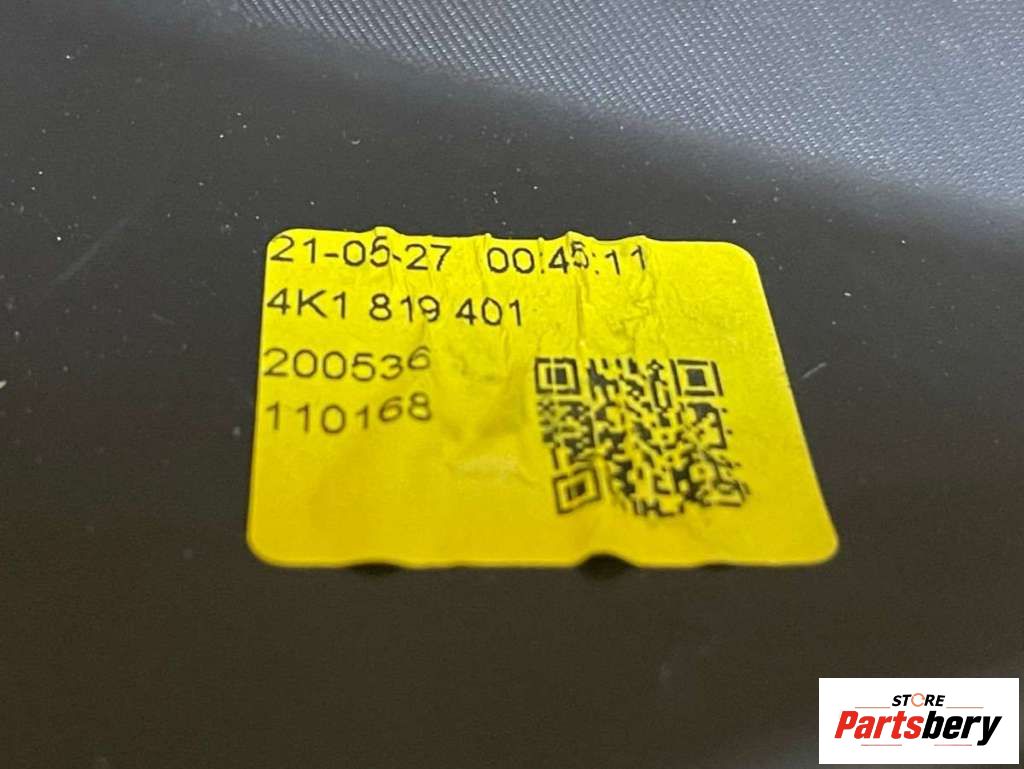 21-05-27 00:45:11
4K1 819 401
200536
110168
STORE
Partsbery